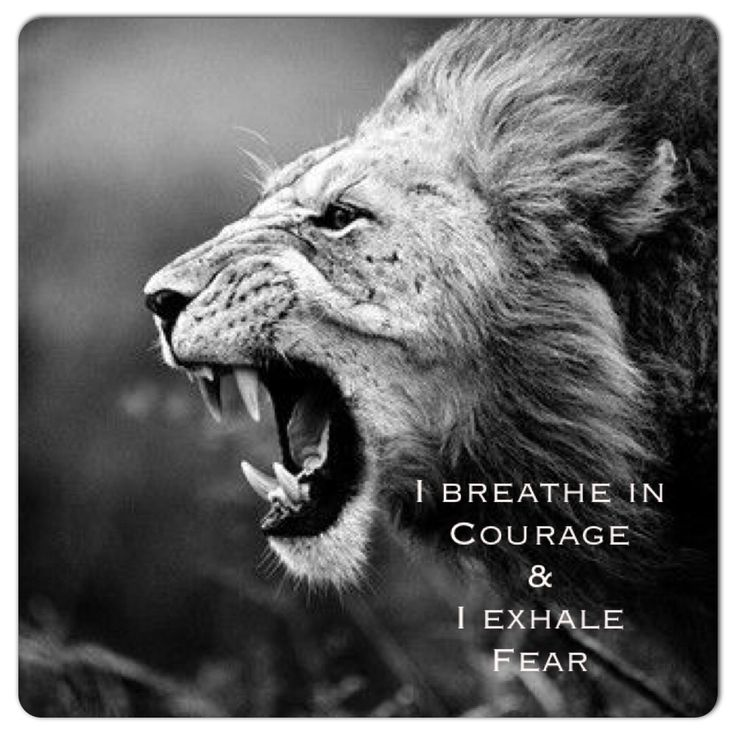 I BREATHE IN
COURAGE
&
I EXHALE
FEAR